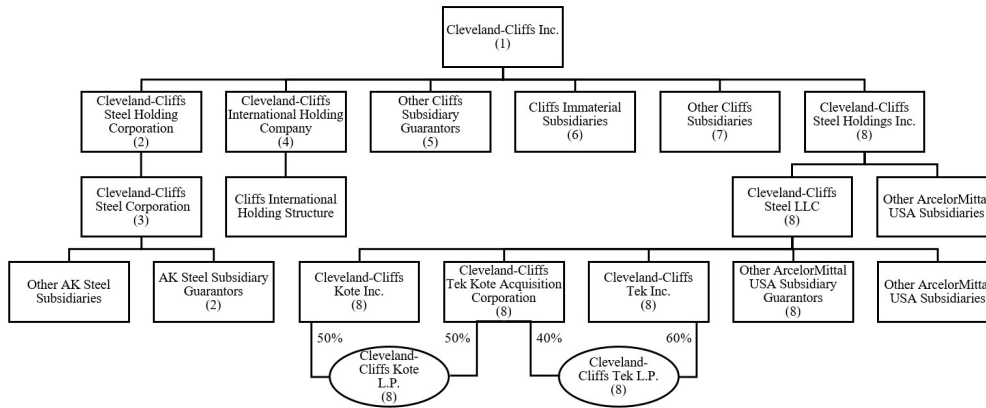 Cleveland-Cliffs Inc.
(1)
Cleveland-Cliffs
Steel Holding
Corporation
(2)
Cleveland-Cliffs
International Holding
Company
(4)
Other Cliffs
Subsidiary
Guarantors
(5)
Cliffs Immaterial
Subsidiaries
(6)
Other Cliffs
Subsidiaries
(7)
Cleveland-Cliffs
Steel Holdings Inc.
(8)
Cleveland-Cliffs
Steel Corporation
(3)
Cliffs International
Holding Structure
Cleveland-Cliffs
Steel LLC
(8)
Other ArcelorMittal
USA Subsidiaries
Other AK Steel
Subsidiaries
AK Steel Subsidiary
Guarantors
(2)
Cleveland-Cliffs
Kote Inc.
(8)
Cleveland-Cliffs
Tek Kote Acquisition
Corporation
(8)
Cleveland-Cliffs
Tek Inc.
(8)
Other ArcelorMittal
USA Subsidiary
Guarantors
(8)
Other ArcelorMittal
USA Subsidiaries
50%
50%
40%
60%
Cleveland-
Cliffs Kote
L.P.
(8)
Cleveland-
Cliffs Tek L.P.
(8)